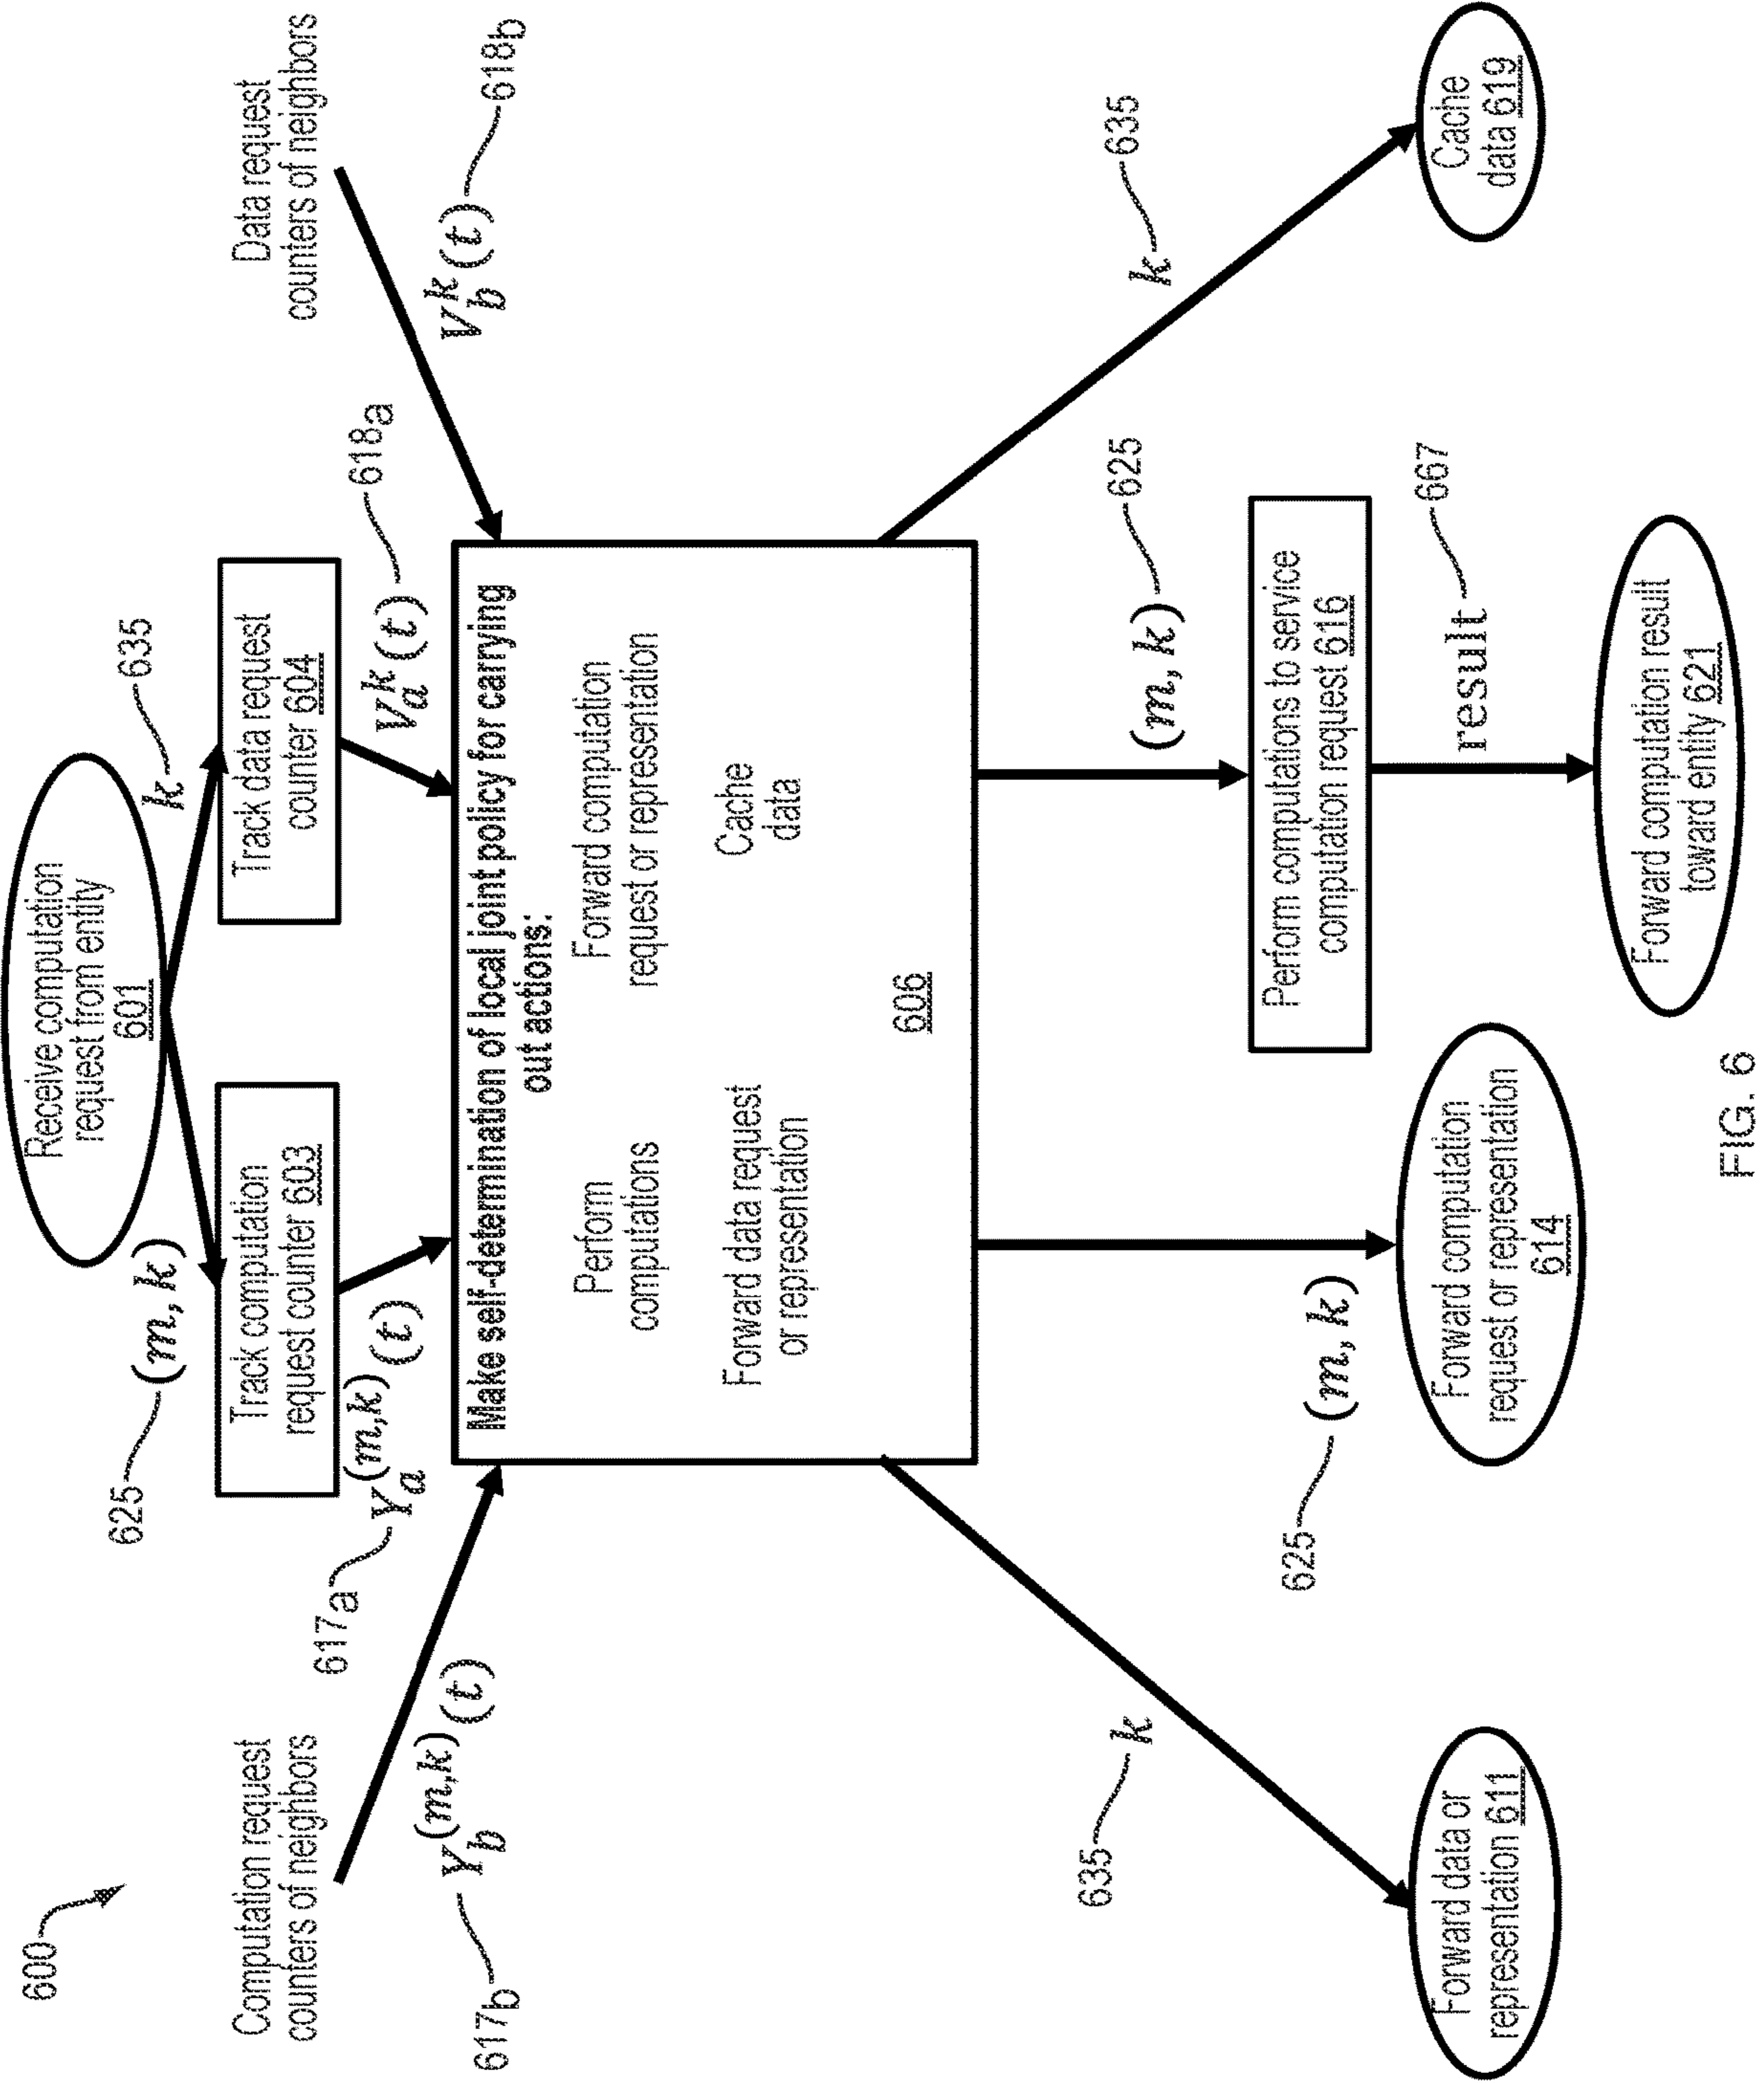 600
Receive computation
request from entity
601
625
(m, k)
k
635
Computation request
counters of neighbors
Track computation
request counter 603
Track data request
counter 604
Data request
counters of neighbors
617a
Y_a^{(m,k)}(t)
V_a^k(t)
618a
617b
Y_b^{(m,k)}(t)
V_b^k(t)
618b
Make self-determination of local joint policy for carrying
out actions:
Perform
computations
Forward computation
request or representation
Forward data request
or representation
Cache
data
606
635
k
625
(m, k)
(m, k)
625
k
635
Perform computations to service
computation request 616
result
667
Forward data or
representation 611
Forward computation
request or representation
614
Forward computation result
toward entity 621
Cache
data 619
FIG. 6